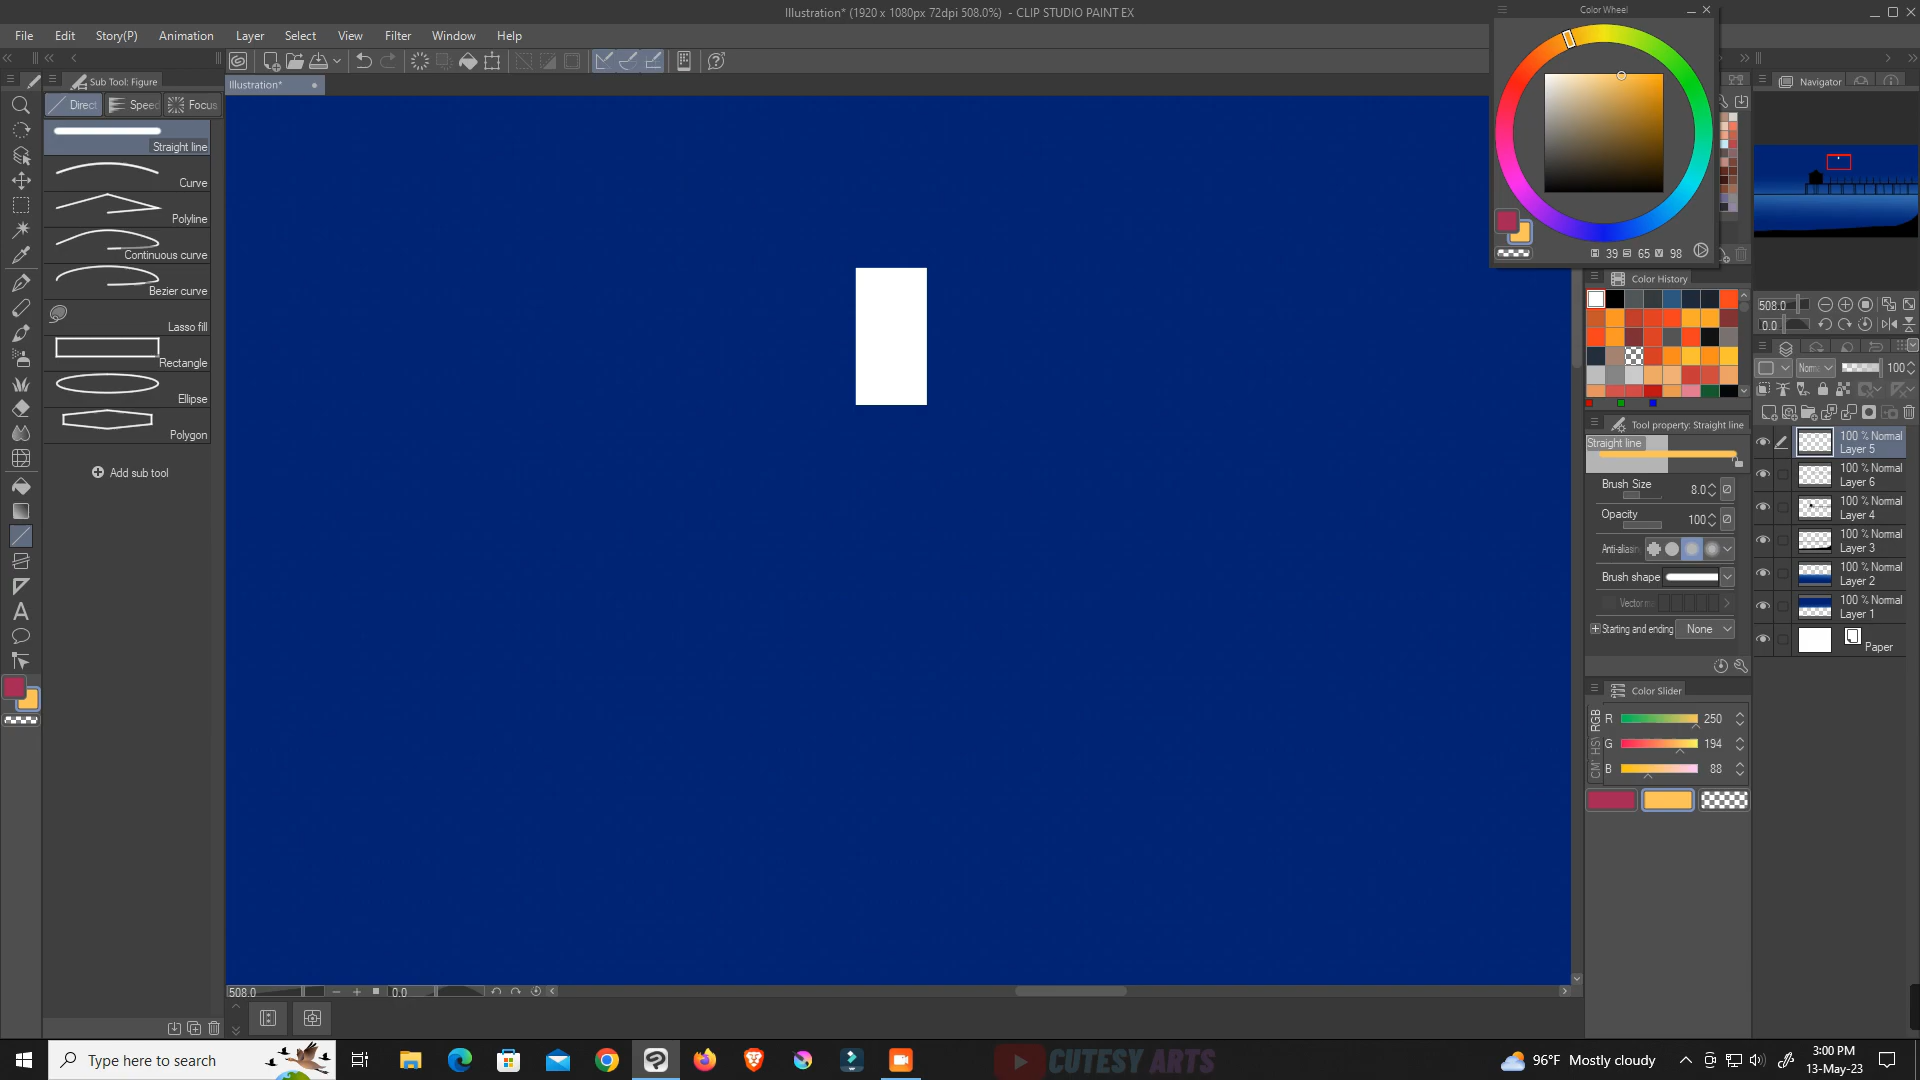 Illustration* (1920 x 1080px 72dpi 508.0%) - CLIP STUDIO PAINT EX
Color Wheel
File Edit Story(P) Animation Layer Select View Filter Window Help
Sub Tool: Figure
Illustration*
Navigator
Direct Speed Focus
Straight line
Curve
Polyline
Continuous curve
Bezier curve
Lasso fill
Rectangle
Ellipse
Polygon
Add sub tool
39 65 98
Color History
508.0
0.0
Norm 100
Tool property: Straight line
Straight line
Brush Size 8.0
Opacity 100
Anti-aliasin
Brush shape
Vector ma
Starting and ending None
100 % Normal
Layer 5
100 % Normal
Layer 6
100 % Normal
Layer 4
100 % Normal
Layer 3
100 % Normal
Layer 2
100 % Normal
Layer 1
Paper
Color Slider
RGB
R 250
G 194
B 88
508.0 0.0
Type here to search
CUTESY ARTS
96°F Mostly cloudy
3:00 PM
13-May-23